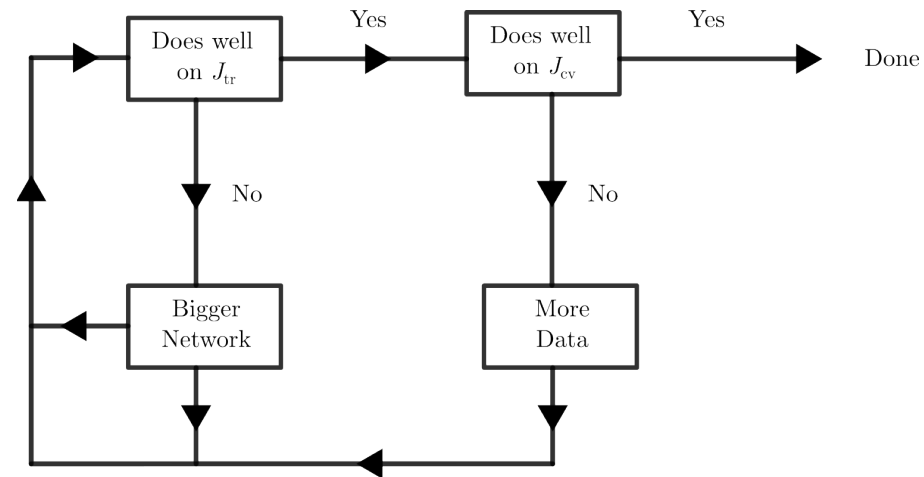 Does well
on J_tr
Yes
Does well
on J_cv
Yes
Done
No
No
Bigger
Network
More
Data